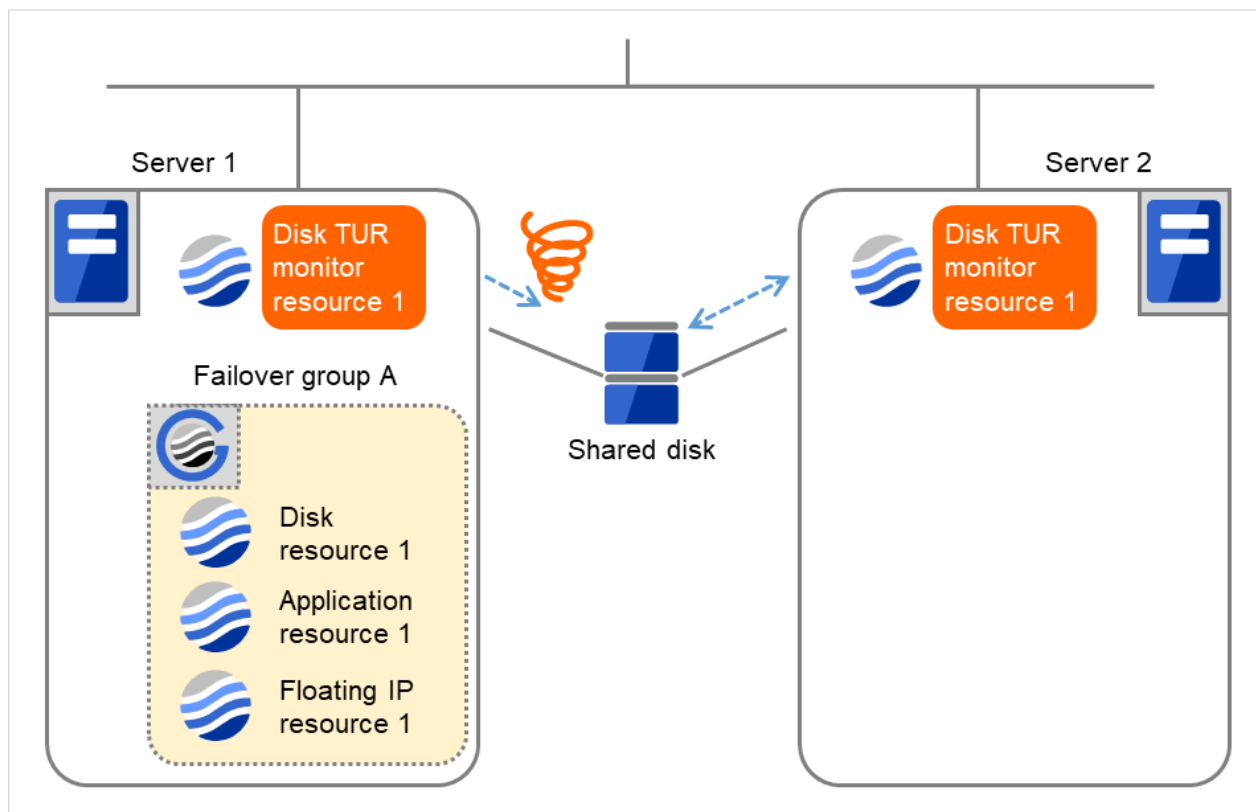 Server 1
Server 2
Disk TUR
monitor
resource 1
Disk TUR
monitor
resource 1
Failover group A
Shared disk
Disk
resource 1
Application
resource 1
Floating IP
resource 1